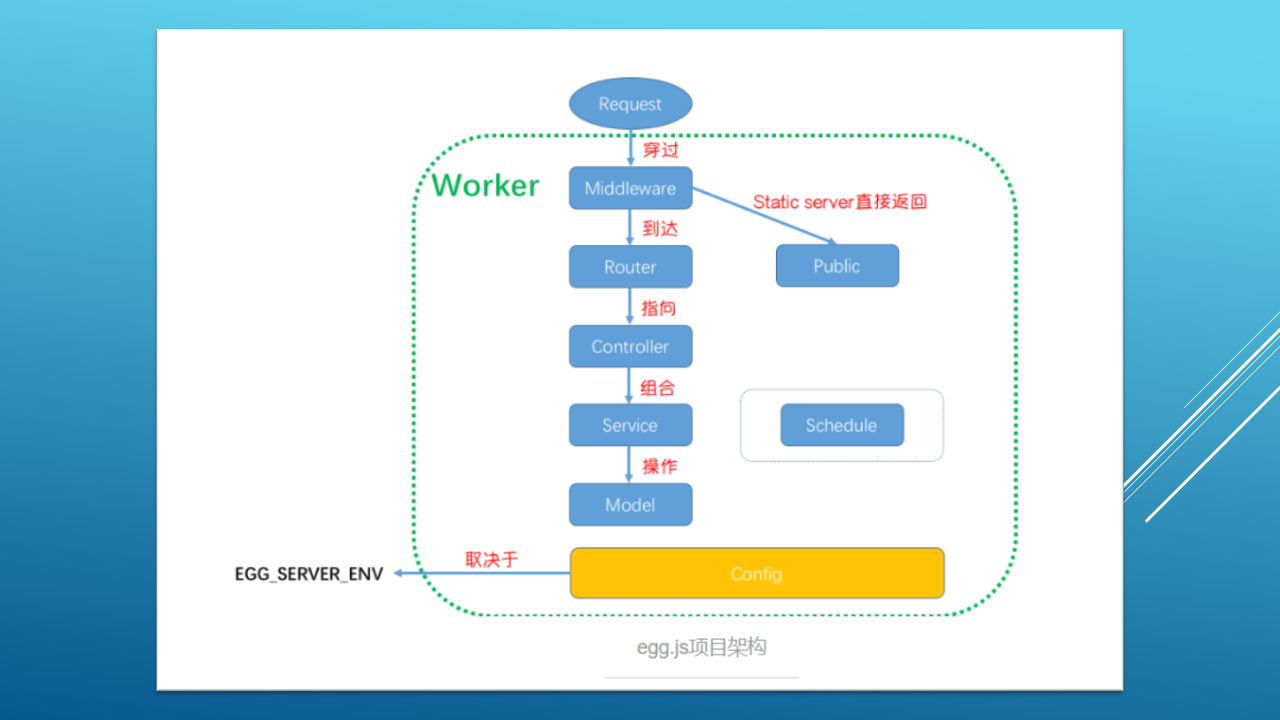 Request
穿过
Worker
Middleware
Static server直接返回
到达
Router
Public
指向
Controller
组合
Service
Schedule
操作
Model
取决于
EGG_SERVER_ENV
Config
egg.js项目架构